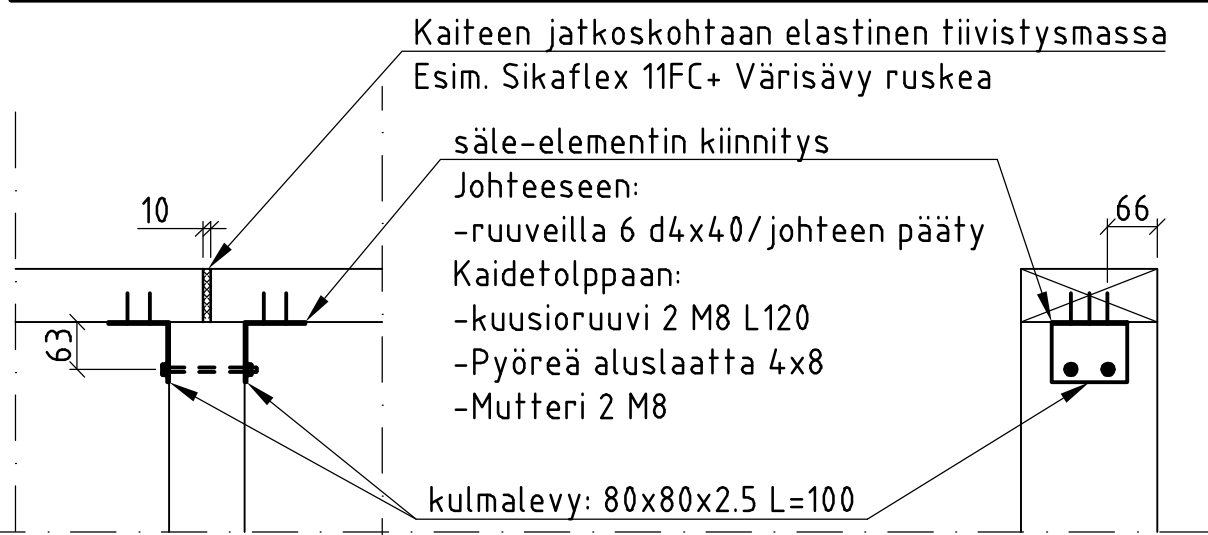 Kaiteen jatkoskohtaan elastinen tiivistysmassa
Esim. Sikaflex 11FC+ Värisävy ruskea
säle-elementin kiinnitys
Johteeseen:
-ruuveilla 6 d4x40/johteen pääty
Kaidetolppaan:
-kuusioruuvi 2 M8 L120
-Pyöreä aluslaatta 4x8
-Mutteri 2 M8
10
66
63
kulmalevy: 80x80x2.5 L=100